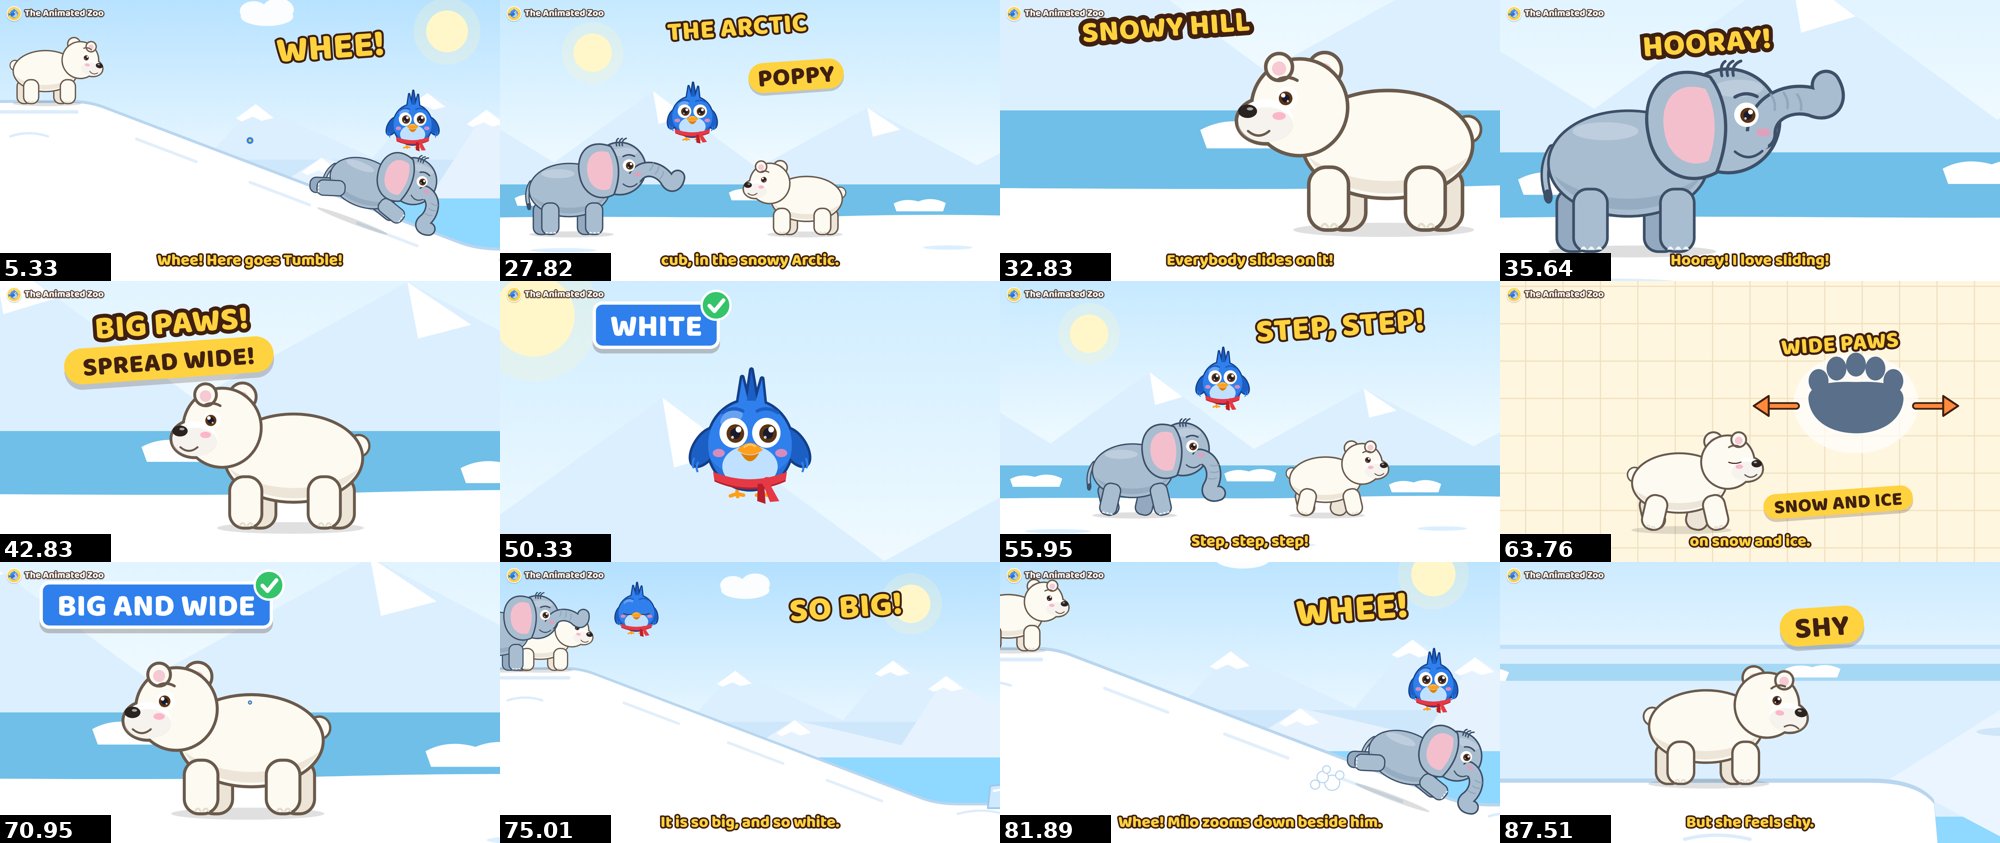 The Animated Zoo
WHEE!
Whee! Here goes Tumble!
5.33
The Animated Zoo
THE ARCTIC
POPPY
cub, in the snowy Arctic.
27.82
The Animated Zoo
SNOWY HILL
Everybody slides on it!
32.83
The Animated Zoo
HOORAY!
Hooray! I love sliding!
35.64
The Animated Zoo
BIG PAWS!
SPREAD WIDE!
42.83
The Animated Zoo
WHITE
50.33
The Animated Zoo
STEP, STEP!
Step, step, step!
55.95
The Animated Zoo
WIDE PAWS
SNOW AND ICE
on snow and ice.
63.76
The Animated Zoo
BIG AND WIDE
70.95
The Animated Zoo
SO BIG!
It is so big, and so white.
75.01
The Animated Zoo
WHEE!
Whee! Milo zooms down beside him.
81.89
The Animated Zoo
SHY
But she feels shy.
87.51